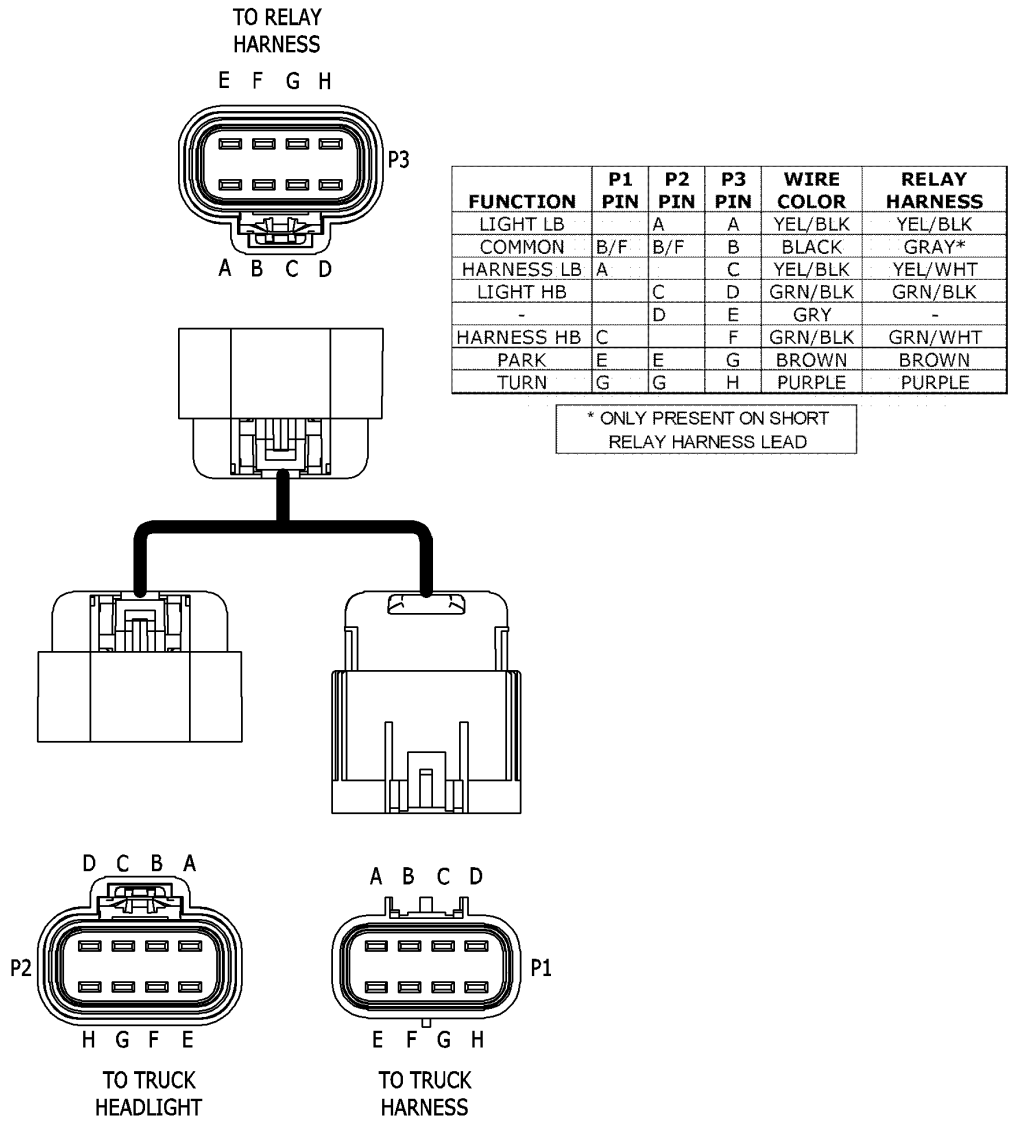 TO RELAY
HARNESS
E F G H
P3
A B C D
FUNCTION P1 PIN P2 PIN P3 PIN WIRE COLOR RELAY HARNESS
LIGHT LB A A YEL/BLK YEL/BLK
COMMON B/F B/F B BLACK GRAY*
HARNESS LB A C YEL/BLK YEL/WHT
LIGHT HB C D GRN/BLK GRN/BLK
- D E GRY -
HARNESS HB C F GRN/BLK GRN/WHT
PARK E E G BROWN BROWN
TURN G G H PURPLE PURPLE
* ONLY PRESENT ON SHORT
RELAY HARNESS LEAD
D C B A
P2
H G F E
TO TRUCK
HEADLIGHT
A B C D
P1
E F G H
TO TRUCK
HARNESS